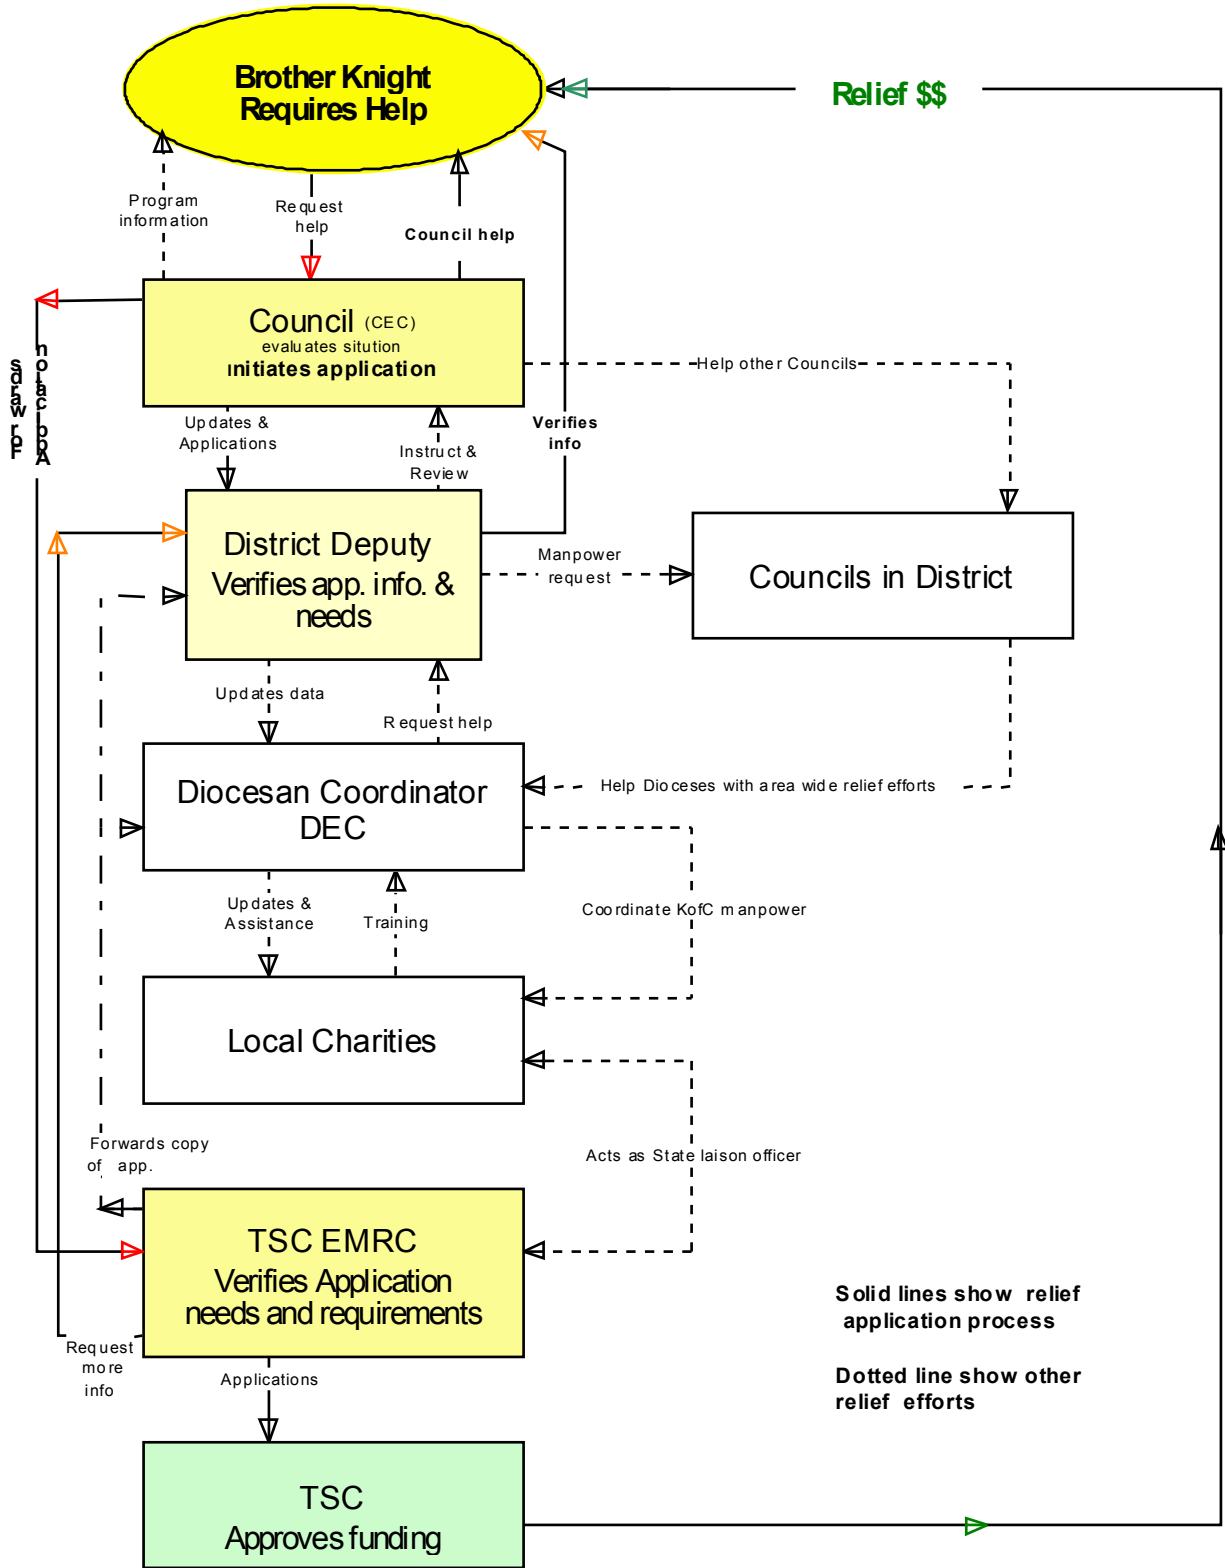 Brother Knight
Requires Help
Relief $$
Program
information
Request
help
Council help
Council (CEC)
evaluates sitution
Initiates application
Forwards
Application
Help other Councils
Updates &
Applications
Instruct &
Review
Verifies
info
District Deputy
Verifies app. info. &
needs
Manpower
request
Councils in District
Updates data
Request help
Diocesan Coordinator
DEC
Help Dioceses with area wide relief efforts
Updates &
Assistance
Training
Coordinate KofC manpower
Local Charities
Forwards copy
of app.
Acts as State laison officer
TSC EMRC
Verifies Application
needs and requirements
Request
more
info
Applications
Solid lines show relief
application process
Dotted line show other
relief efforts
TSC
Approves funding